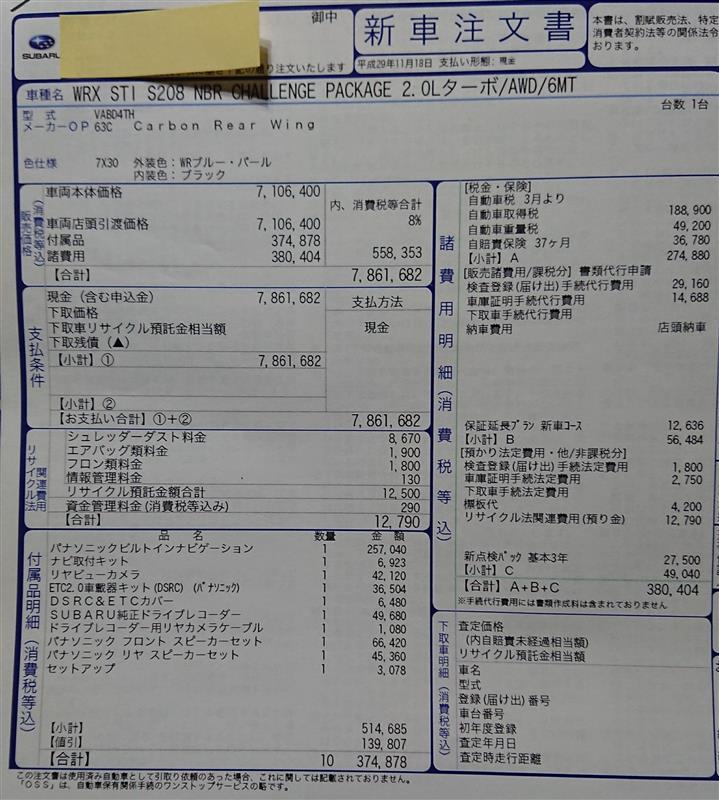 御中
新車注文書
SUBARU
り注文いたします
平成29年11月18日 支払い形態：現金
本書は、割賦販売法、特定
消費者契約法等の関係法令
おります。
車種名 WRX STI S208 NBR CHALLENGE PACKAGE 2.0Lターボ/AWD/6MT
台数 1台
型 式 VABD4TH
メーカーOP 63C Carbon Rear Wing
色仕様 7X30 外装色：WRブルー・パール
内装色：ブラック
販売価格（消費税等込）
車両本体価格 7,106,400
内、消費税等合計
8%
車両店頭引渡価格 7,106,400
付属品 374,878
諸費用 380,404 558,353
【合計】 7,861,682
支払条件
現金（含む申込金） 7,861,682 支払方法
下取価格
下取車リサイクル預託金相当額 現金
下取残債（▲）
【小計】① 7,861,682
【小計】②
【お支払い合計】①+② 7,861,682
リサイクル法関連費用
シュレッダーダスト料金 8,670
エアバッグ類料金 1,900
フロン類料金 1,800
情報管理料金 130
リサイクル預託金額合計 12,500
資金管理料金（消費税等込み） 290
【合計】 12,790
付属品明細（消費税等込）
品 名 数量 金 額
パナソニックビルトインナビゲーション 1 257,040
ナビ取付キット 1 6,923
リヤビューカメラ 1 42,120
ETC2.0車載器キット(DSRC) (パナソニック) 1 36,504
DSRC&ETCカバー 1 6,480
SUBARU純正ドライブレコーダー 1 49,680
ドライブレコーダー用リヤカメラケーブル 1 1,080
パナソニック フロント スピーカーセット 1 66,420
パナソニック リヤ スピーカーセット 1 45,360
セットアップ 1 3,078
【小計】 514,685
【値引】 139,807
【合計】 10 374,878
諸費用明細（消費税等込）
[税金・保険]
自動車税 3月より
自動車取得税 188,900
自動車重量税 49,200
自賠責保険 37ヶ月 36,780
【小計】A 274,880
[販売諸費用/課税分] 書類代行申請
検査登録(届け出)手続代行費用 29,160
車庫証明手続代行費用 14,688
下取車手続代行費用
納車費用 店頭納車
保証延長プラン 新車コース 12,636
【小計】B 56,484
[預かり法定費用・他/非課税分]
検査登録(届け出)手続法定費用 1,800
車庫証明手続法定費用 2,750
下取車手続法定費用
標板代 4,200
リサイクル法関連費用(預り金) 12,790
新点検パック 基本3年 27,500
【小計】C 49,040
【合計】A+B+C 380,404
※手続代行費用には書類作成料は含まれておりません
下取車明細（消費税等込）
査定価格
(内自賠責未経過相当額)
リサイクル預託金相当額
車名
型式
登録(届け出)番号
車台番号
初年度登録
査定年月日
査定時走行距離
この注文書は使用済み自動車として引取り依頼のあった場合、これに関しては記載されておりません。
「OSS」は、自動車保有関係手続のワンストップサービスの略です。